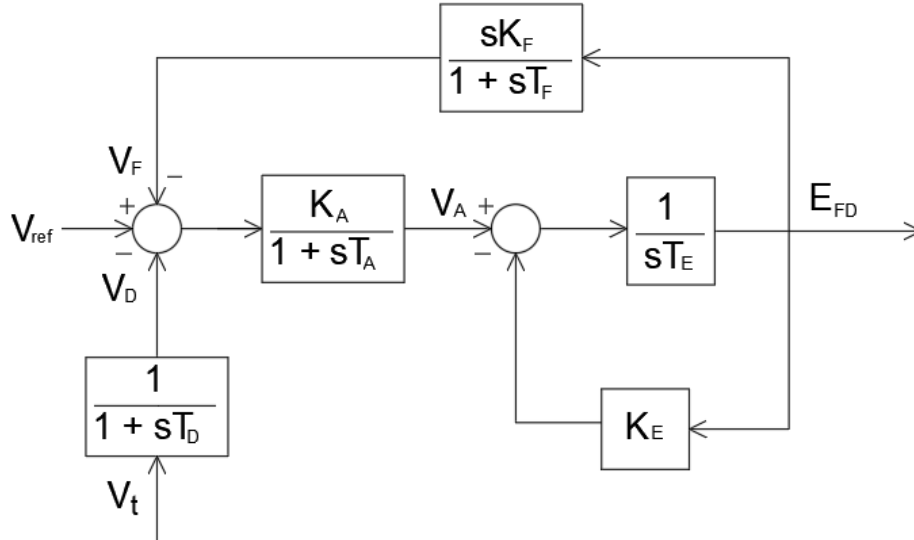 sK_F
1 + sT_F
V_F
−
+
V_ref
−
K_A
1 + sT_A
V_A
+
−
1
sT_E
E_FD
V_D
1
1 + sT_D
K_E
V_t